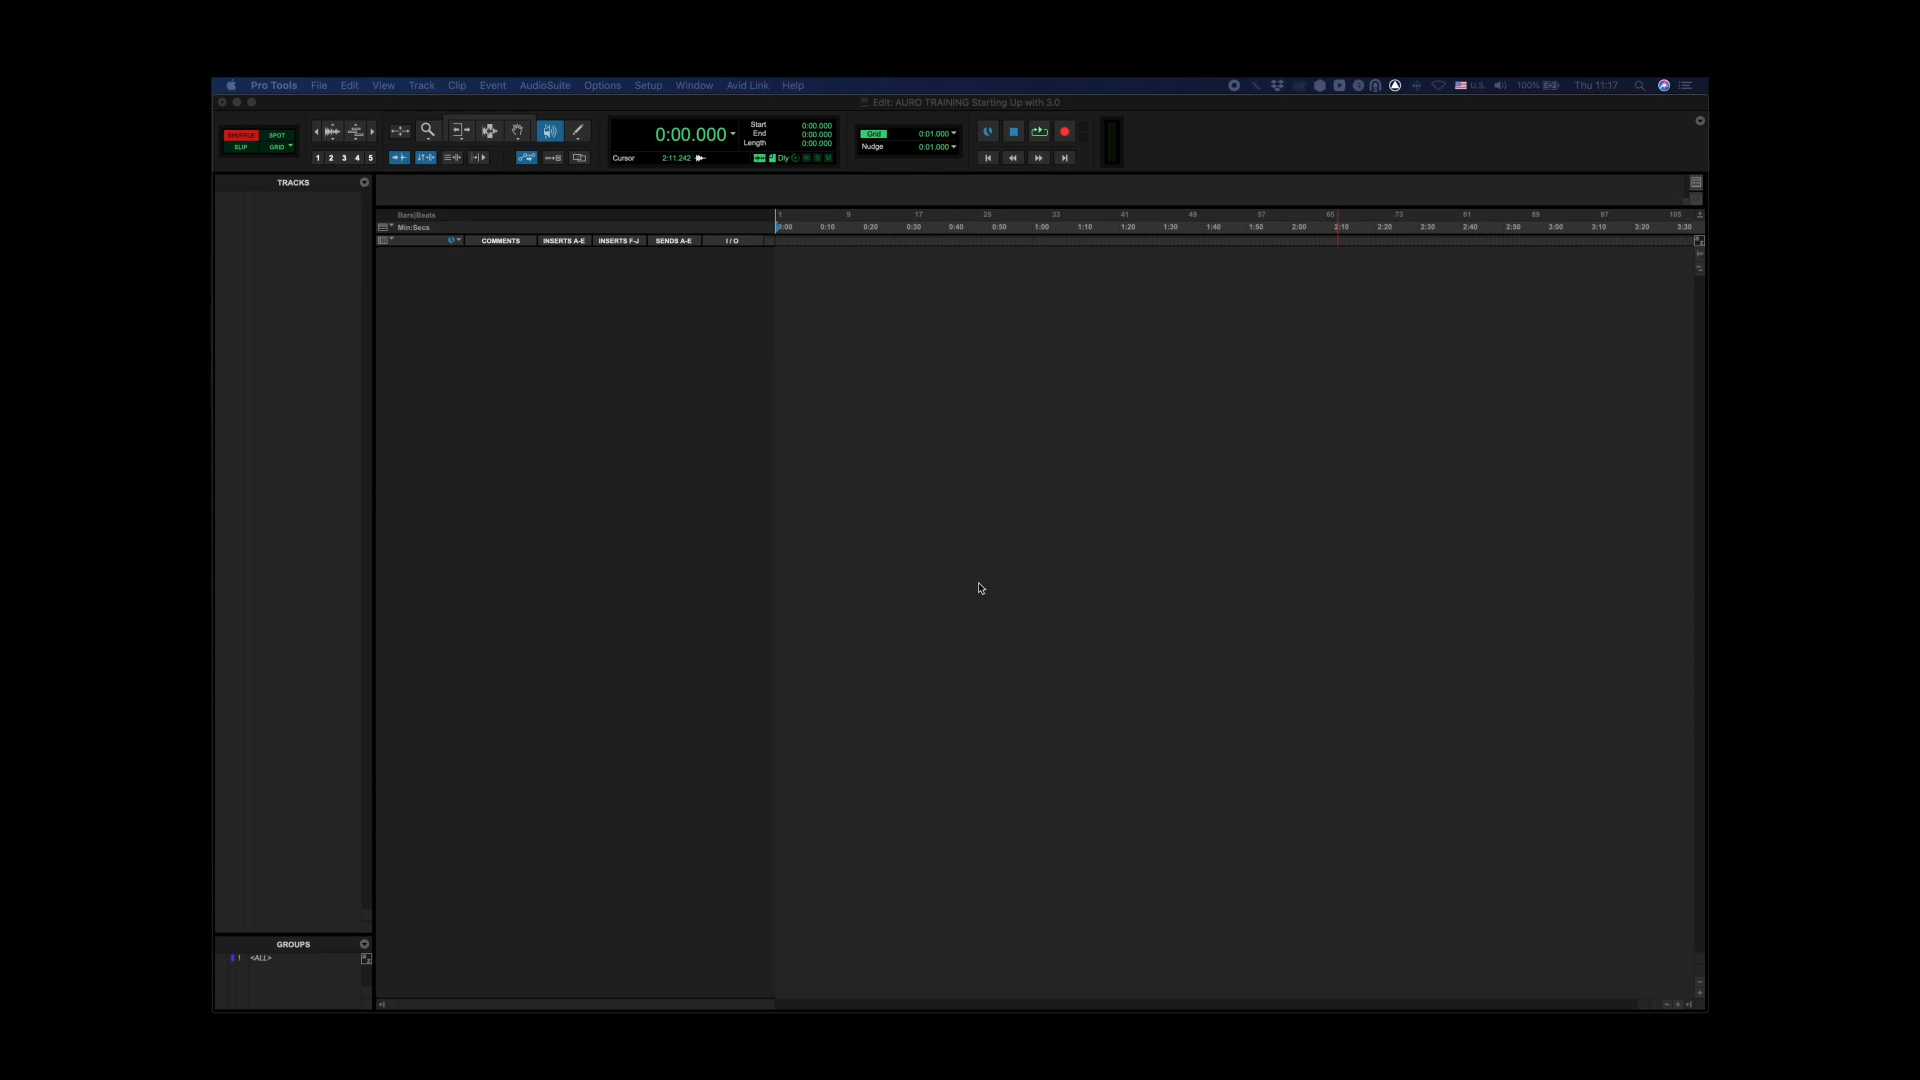 Pro Tools File Edit View Track Clip Event AudioSuite Options Setup Window Avid Link Help U.S. 100% Thu 11:17
Edit: AURO TRAINING Starting Up with 3.0
SHUFFLE SPOT
SLIP GRID
1 2 3 4 5
0:00.000
Start 0:00.000
End 0:00.000
Length 0:00.000
Cursor 2:11.242 Dly S M
Grid 0:01.000
Nudge 0:01.000
TRACKS
Bars|Beats 1 9 17 25 33 41 49 57 65 73 81 89 97 105
Min:Secs 0:00 0:10 0:20 0:30 0:40 0:50 1:00 1:10 1:20 1:30 1:40 1:50 2:00 2:10 2:20 2:30 2:40 2:50 3:00 3:10 3:20 3:30
COMMENTS INSERTS A-E INSERTS F-J SENDS A-E I / O
GROUPS
! <ALL>